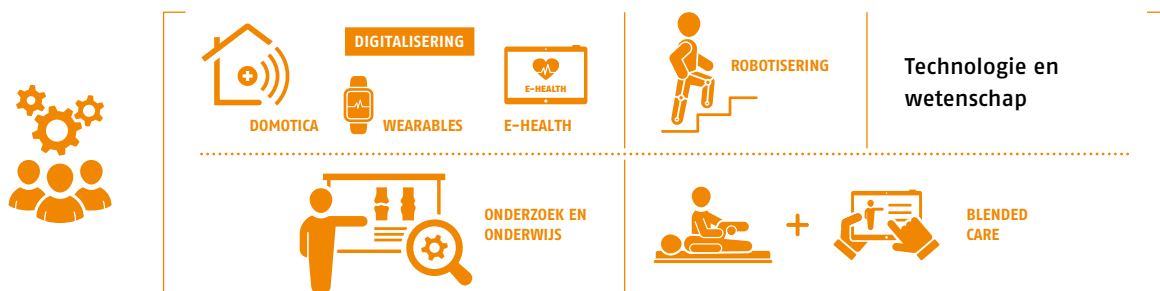 DIGITALISERING
E-HEALTH
DOMOTICA
WEARABLES
E-HEALTH
ROBOTISERING
Technologie en
wetenschap
ONDERZOEK EN
ONDERWIJS
BLENDED
CARE